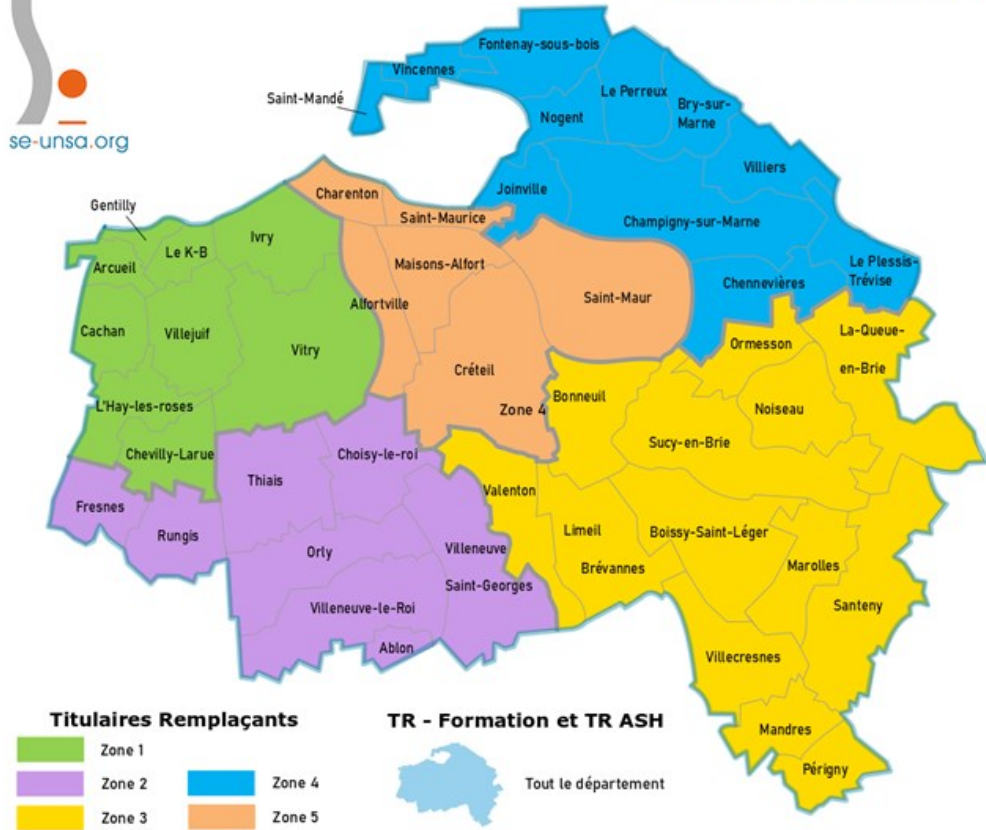 se-unsa.org
Fontenay-sous-bois
Vincennes
Saint-Mandé
Le Perreux
Bry-sur-
Marne
Nogent
Villiers
Joinville
Champigny-sur-Marne
Le Plessis-
Trévise
Chennevières
Charenton
Saint-Maurice
Maisons-Alfort
Alfortville
Saint-Maur
Créteil
Zone 4
Gentilly
Le K-B
Ivry
Arcueil
Cachan
Villejuif
Vitry
L'Hay-les-roses
Chevilly-Larue
Fresnes
Rungis
Thiais
Choisy-le-roi
Orly
Villeneuve
Saint-Georges
Villeneuve-le-Roi
Ablon
Ormesson
La-Queue-
en-Brie
Bonneuil
Noiseau
Sucy-en-Brie
Valenton
Limeil
Brévannes
Boissy-Saint-Léger
Marolles
Santeny
Villecresnes
Mandres
Périgny
Titulaires Remplaçants
Zone 1
Zone 2
Zone 3
Zone 4
Zone 5
TR - Formation et TR ASH
Tout le département